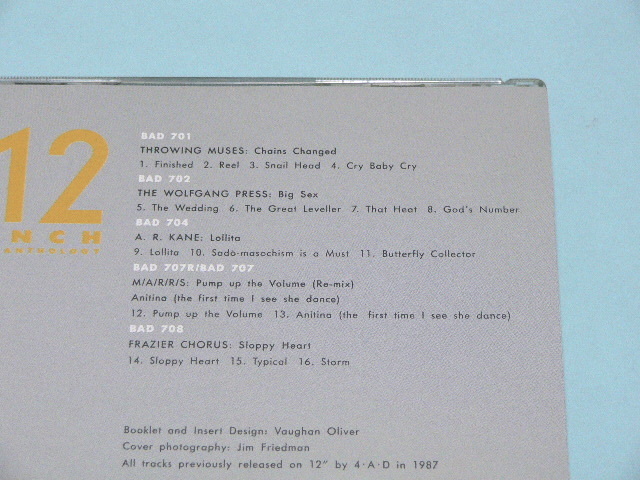 12
NCH
ANTHOLOGY
BAD 701
THROWING MUSES: Chains Changed
1. Finished 2. Reel 3. Snail Head 4. Cry Baby Cry
BAD 702
THE WOLFGANG PRESS: Big Sex
5. The Wedding 6. The Great Leveller 7. That Heat 8. God's Number
BAD 704
A. R. KANE: Lollita
9. Lollita 10. Sado-masochism is a Must 11. Butterfly Collector
BAD 707R/BAD 707
M/A/R/R/S: Pump up the Volume (Re-mix)
Anitina (the first time I see she dance)
12. Pump up the Volume 13. Anitina (the first time I see she dance)
BAD 708
FRAZIER CHORUS: Sloppy Heart
14. Sloppy Heart 15. Typical 16. Storm
Booklet and Insert Design: Vaughan Oliver
Cover photography: Jim Friedman
All tracks previously released on 12" by 4·A·D in 1987